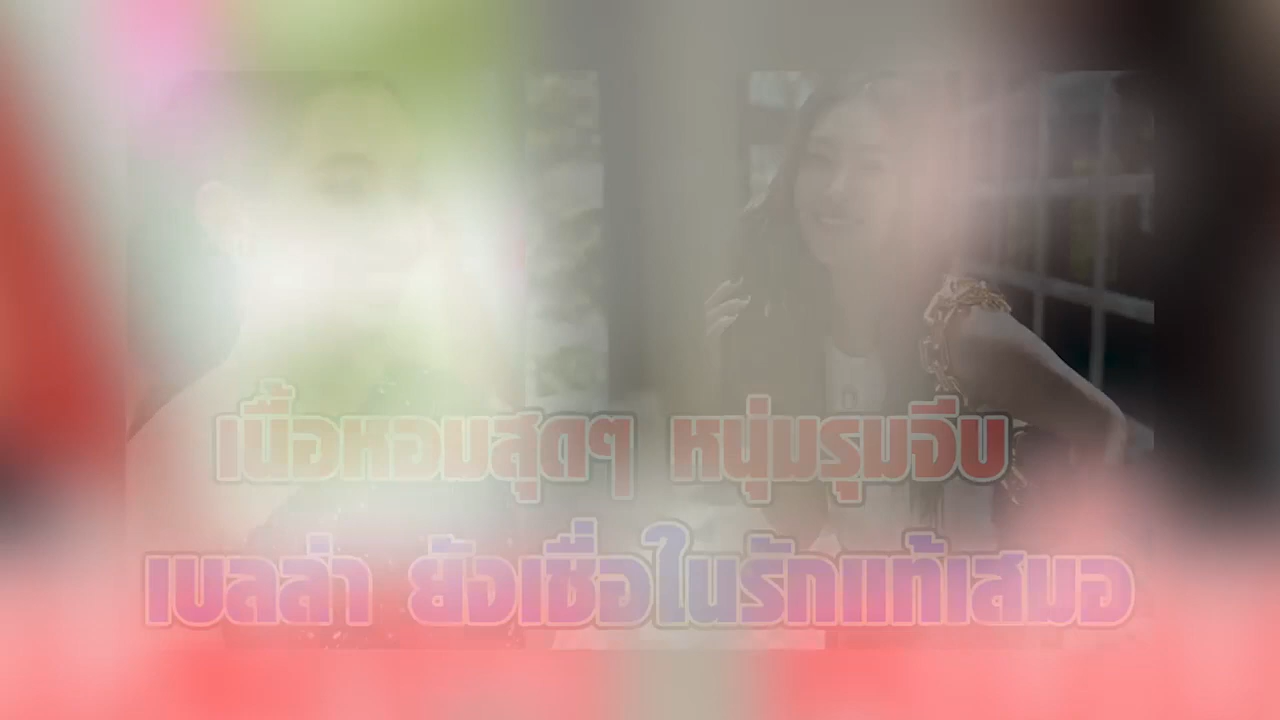 เนื้อหอมสุดๆ หนุ่มรุมจีบ
เบลล่า ยังเชื่อในรักแท้เสมอ